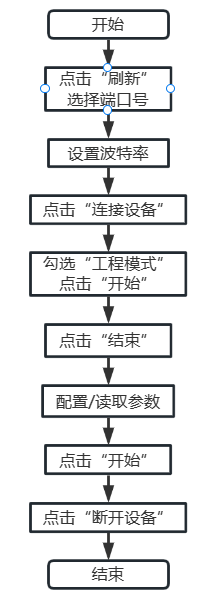 开始
点击“刷新”
选择端口号
设置波特率
点击“连接设备”
勾选“工程模式”
点击“开始”
点击“结束”
配置/读取参数
点击“开始”
点击“断开设备”
结束